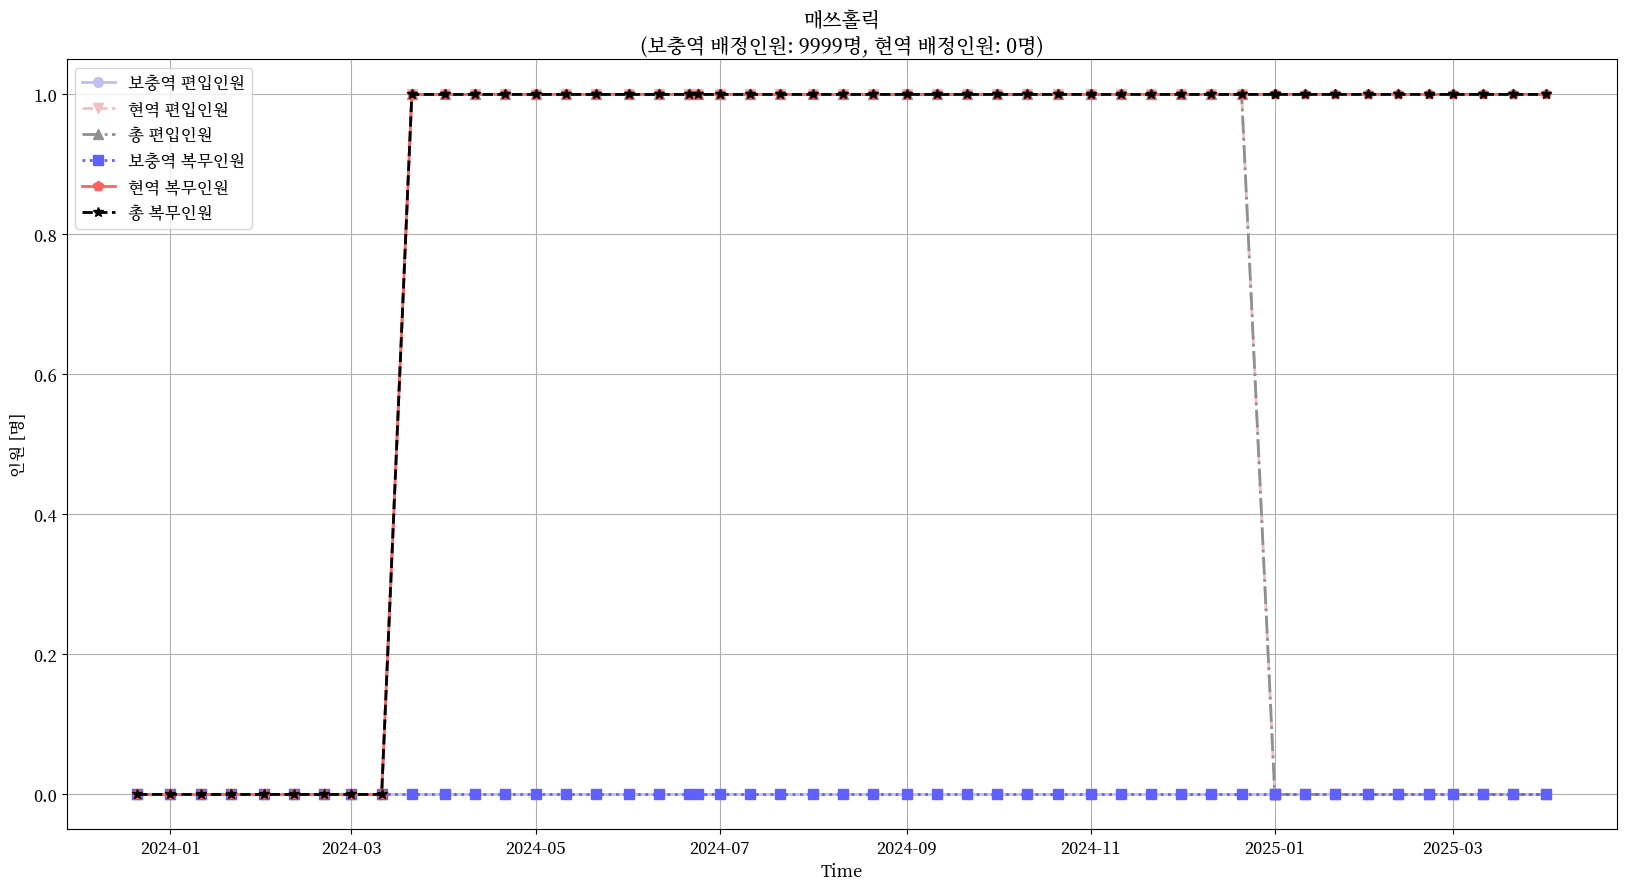 매쓰홀릭
(보충역 배정인원: 9999명, 현역 배정인원: 0명)
보충역 편입인원
현역 편입인원
총 편입인원
보충역 복무인원
현역 복무인원
총 복무인원
1.0
0.8
0.6
0.4
0.2
0.0
인원 [명]
2024-01
2024-03
2024-05
2024-07
2024-09
2024-11
2025-01
2025-03
Time